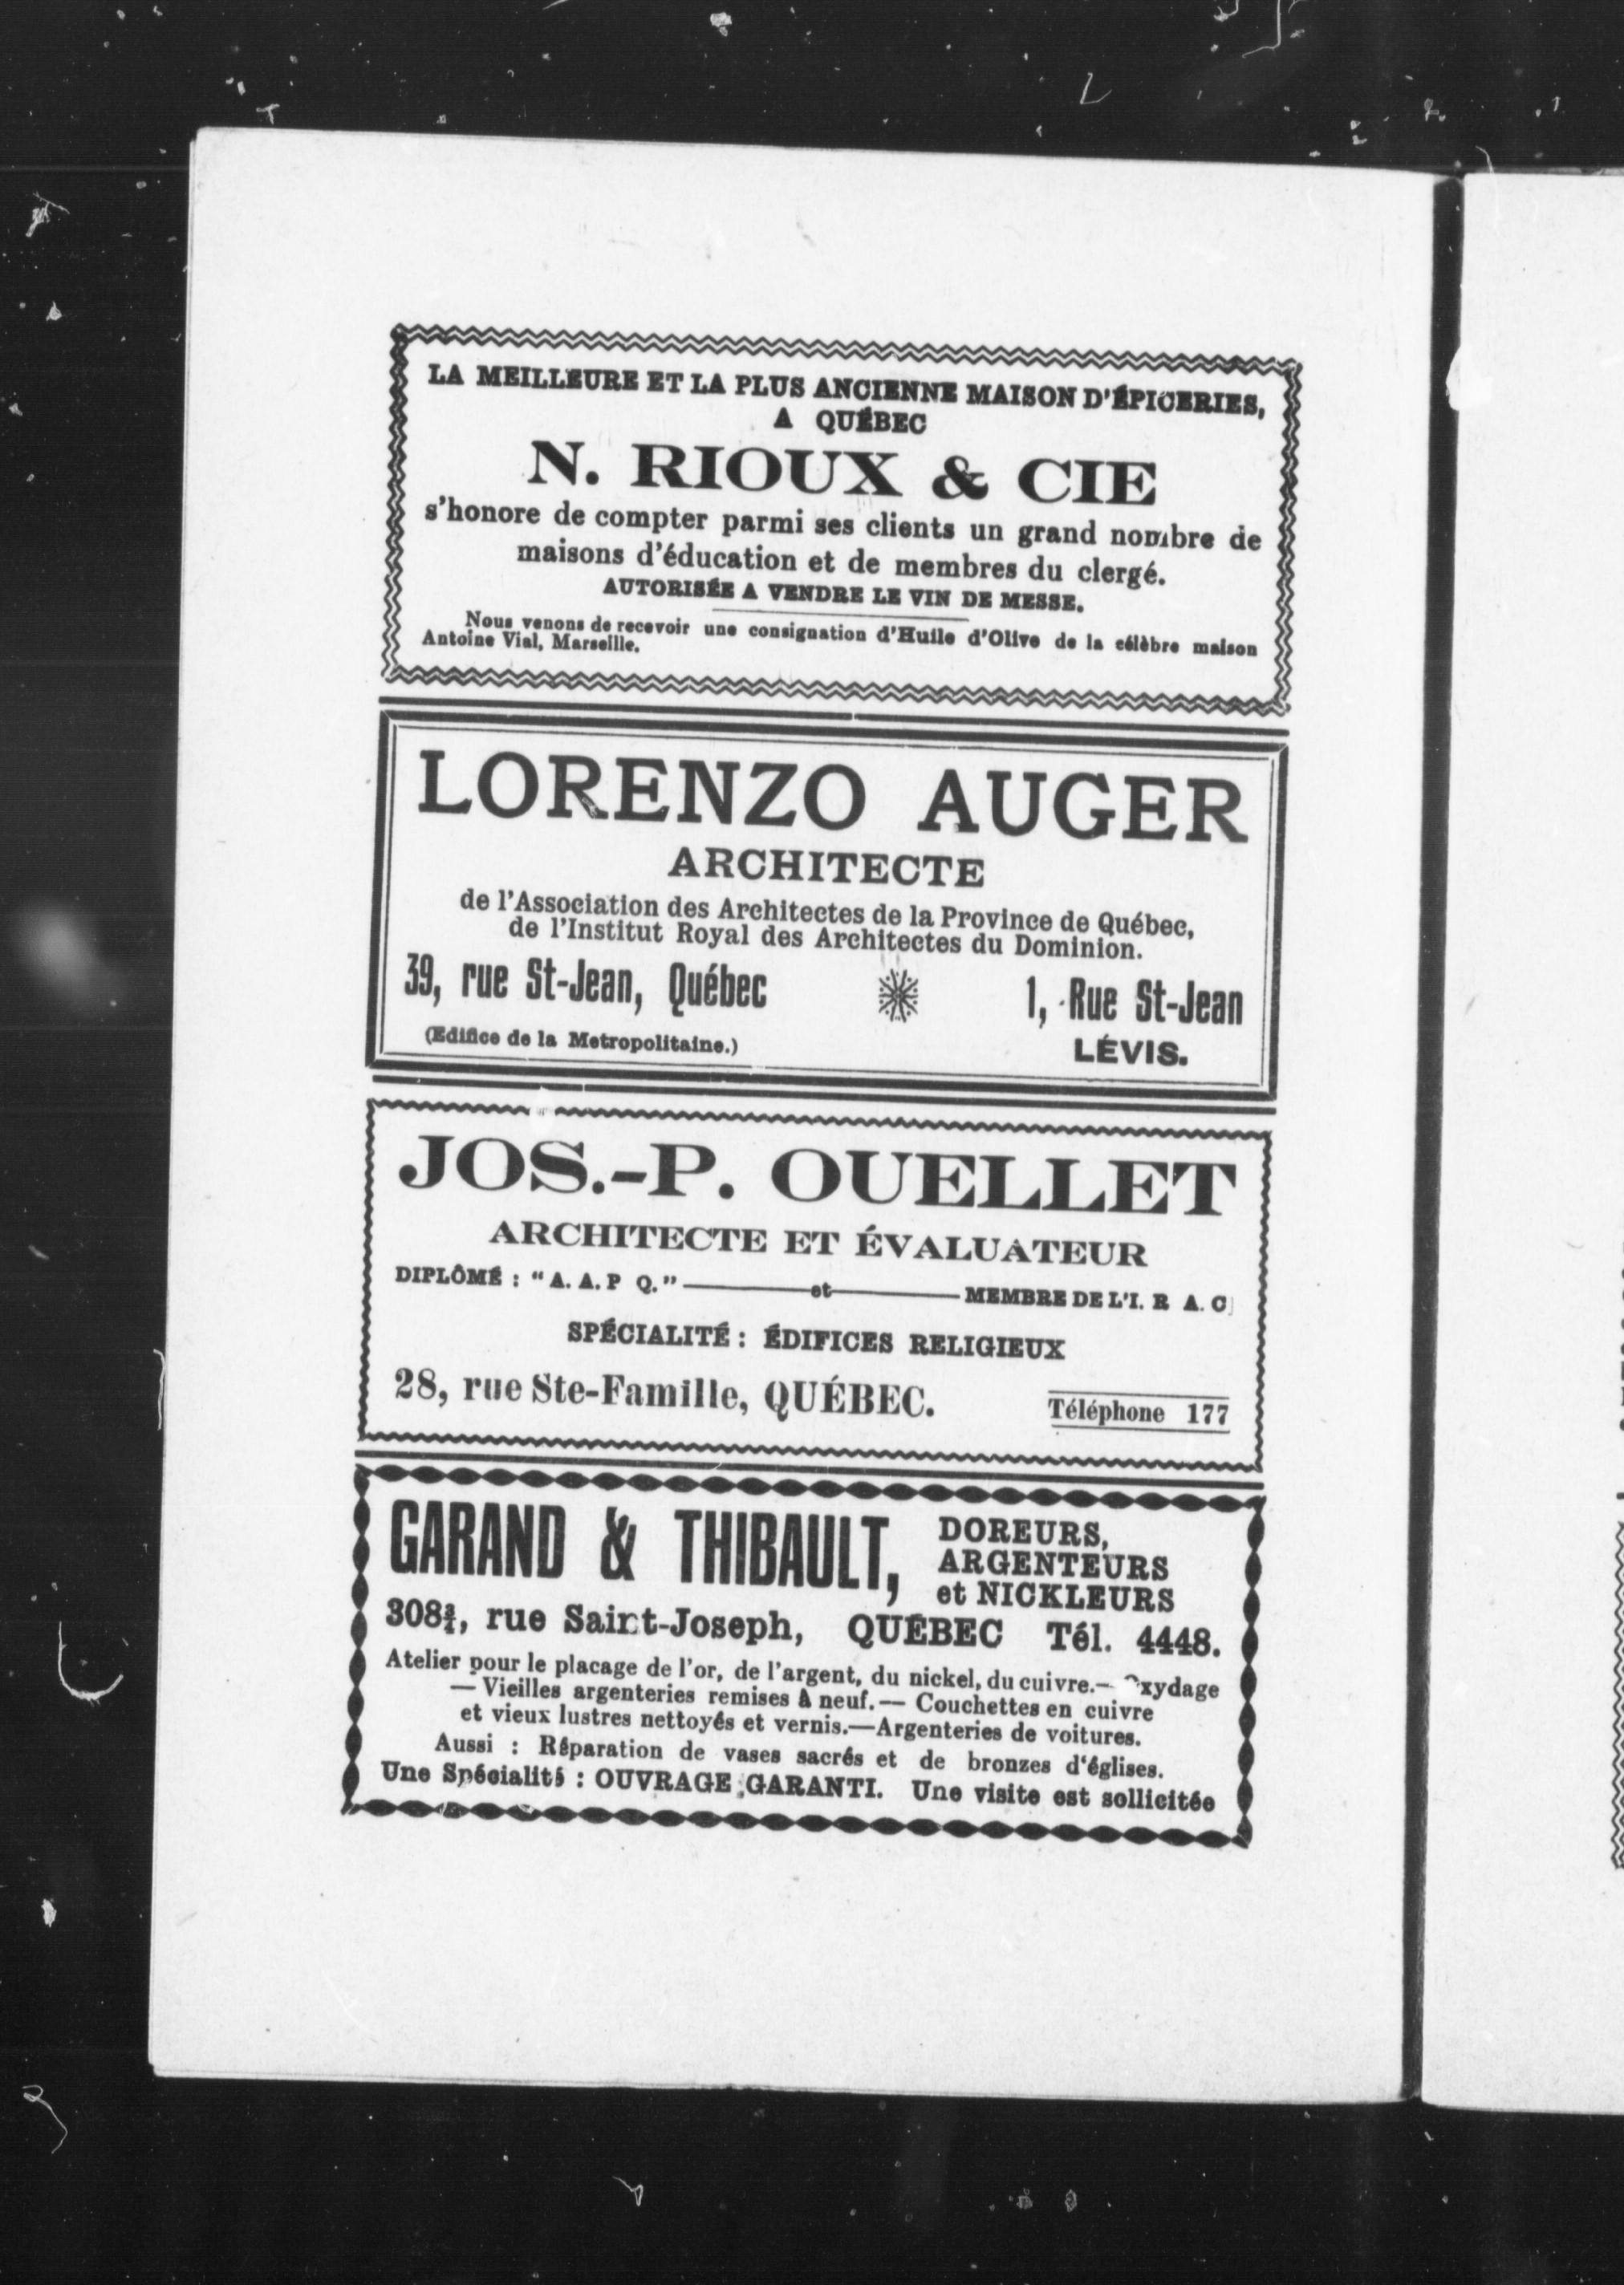 LA MEILLEURE ET LA PLUS ANCIENNE MAISON D'ÉPICERIES,
A QUÉBEC
N. RIOUX & CIE
s'honore de compter parmi ses clients un grand nombre de
maisons d'éducation et de membres du clergé.
AUTORISÉE A VENDRE LE VIN DE MESSE.
Nous venons de recevoir une consignation d'Huile d'Olive de la célèbre maison
Antoine Vial, Marseille.
LORENZO AUGER
ARCHITECTE
de l'Association des Architectes de la Province de Québec,
de l'Institut Royal des Architectes du Dominion.
39, rue St-Jean, Québec
(Edifice de la Metropolitaine.)
1, Rue St-Jean
LÉVIS.
JOS.-P. OUELLET
ARCHITECTE ET ÉVALUATEUR
DIPLÔMÉ : "A. A. P Q." — et — MEMBRE DE L'I. R A. C
SPÉCIALITÉ : ÉDIFICES RELIGIEUX
28, rue Ste-Famille, QUÉBEC. Téléphone 177
GARAND & THIBAULT,
DOREURS,
ARGENTEURS
et NICKLEURS
308¾, rue Saint-Joseph, QUÉBEC Tél. 4448.
Atelier pour le placage de l'or, de l'argent, du nickel, du cuivre.— Oxydage
— Vieilles argenteries remises à neuf. — Couchettes en cuivre
et vieux lustres nettoyés et vernis.—Argenteries de voitures.
Aussi : Réparation de vases sacrés et de bronzes d'églises.
Une Spécialité : OUVRAGE GARANTI. Une visite est sollicitée